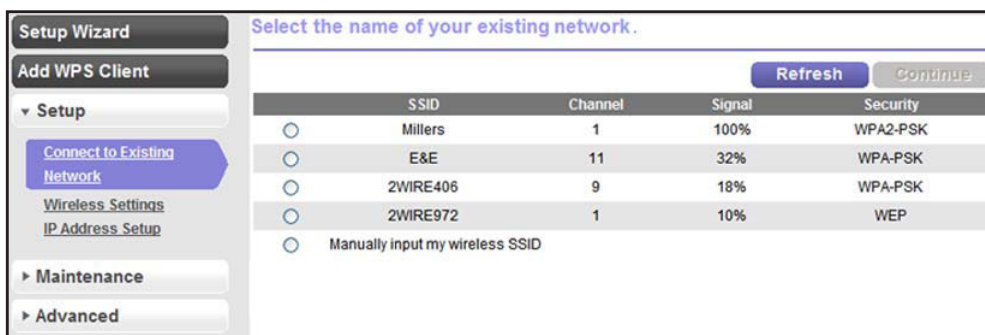 Setup Wizard
Add WPS Client
Setup
Connect to Existing
Network
Wireless Settings
IP Address Setup
Maintenance
Advanced
Select the name of your existing network.
Refresh Continue
SSID Channel Signal Security
Millers 1 100% WPA2-PSK
E&E 11 32% WPA-PSK
2WIRE406 9 18% WPA-PSK
2WIRE972 1 10% WEP
Manually input my wireless SSID